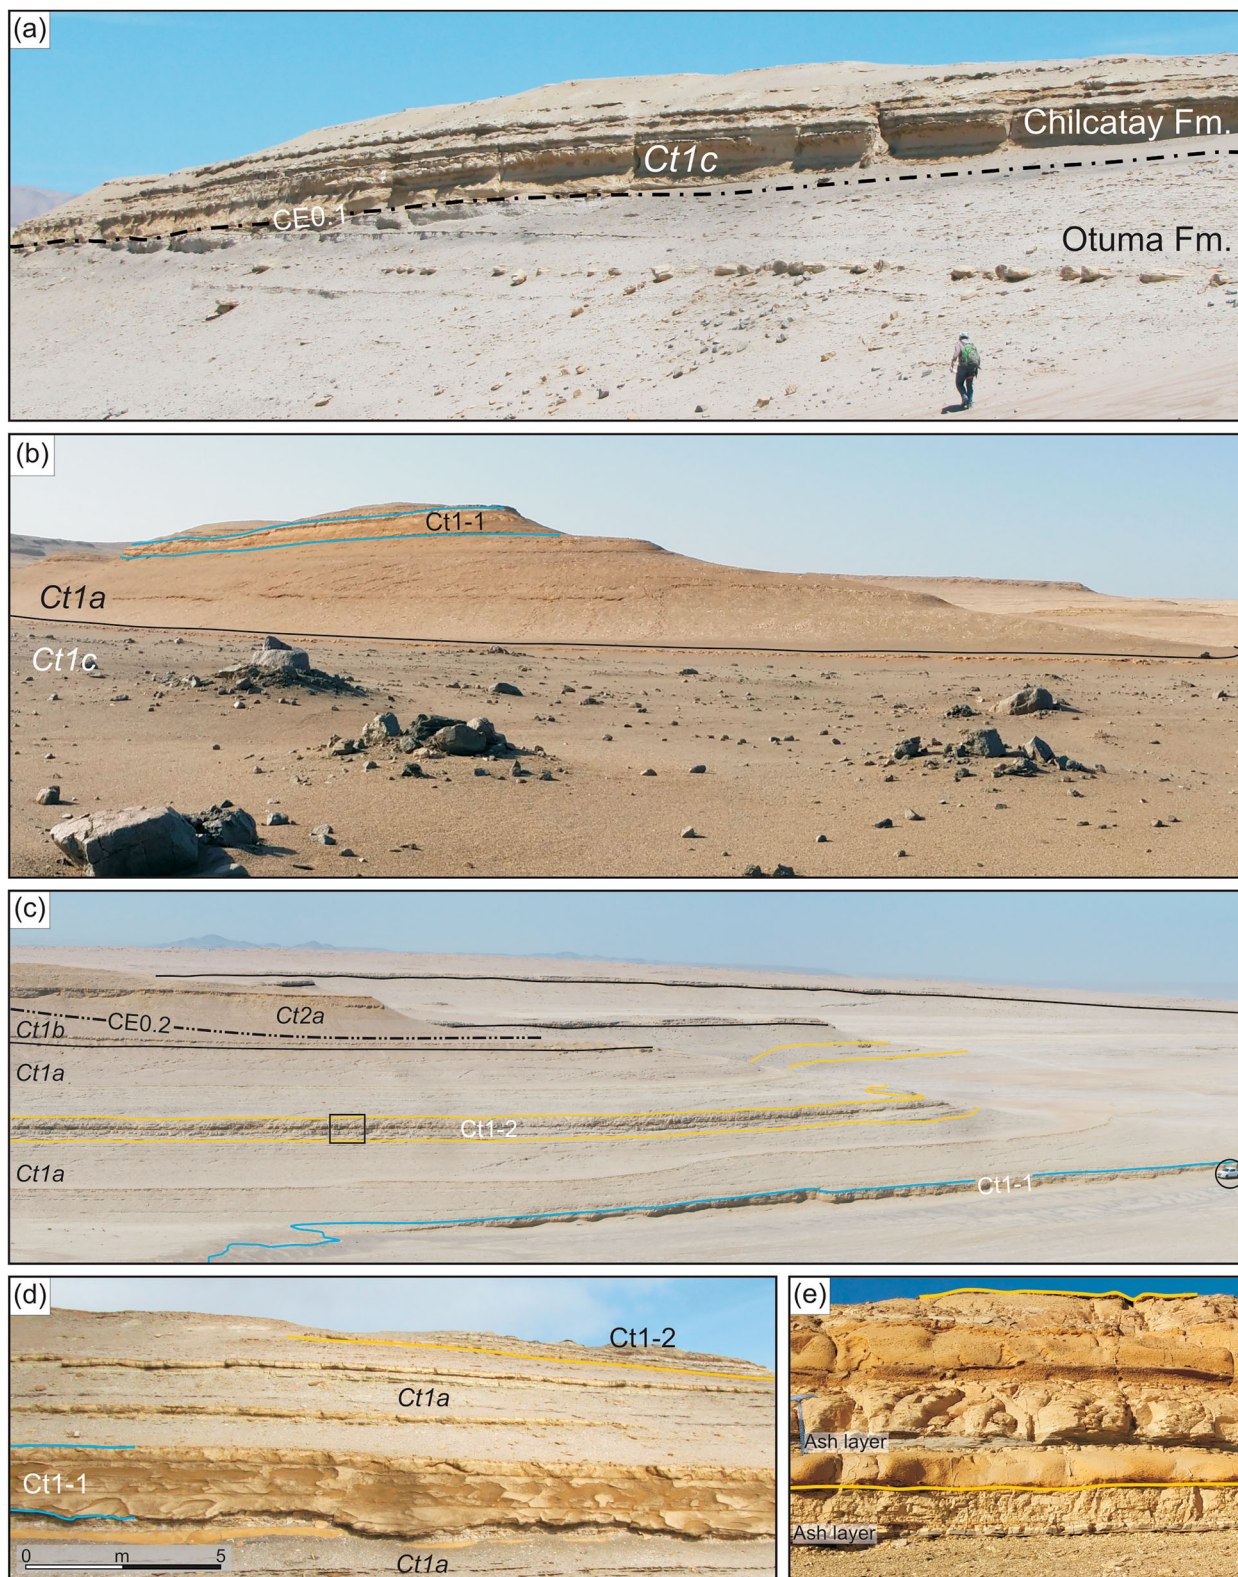 (a)
Chilcatay Fm.
Ct1c
CE0.1
Otuma Fm.
(b)
Ct1-1
Ct1a
Ct1c
(c)
CE0.2
Ct2a
Ct1b
Ct1a
Ct1-2
Ct1a
Ct1-1
(d)
Ct1-2
Ct1a
Ct1-1
0 m 5
Ct1a
(e)
Ash layer
Ash layer